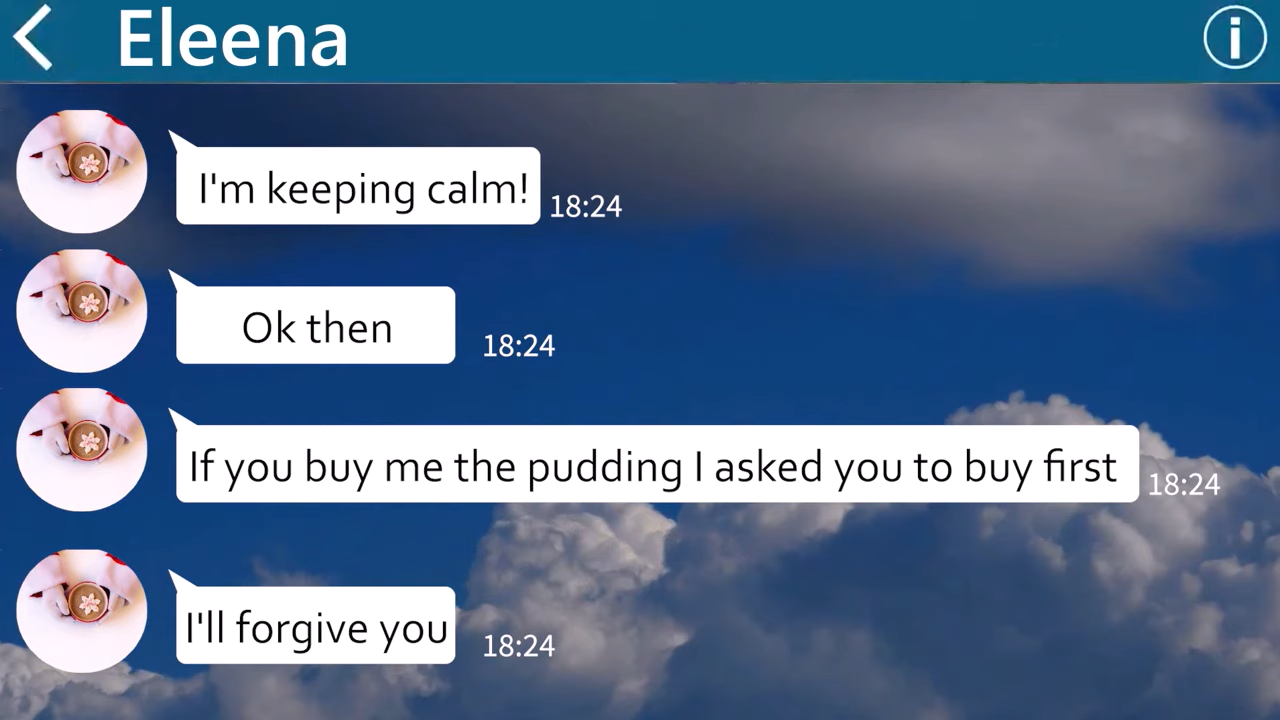 Eleena
I'm keeping calm!
18:24
Ok then
18:24
If you buy me the pudding I asked you to buy first
18:24
I'll forgive you
18:24